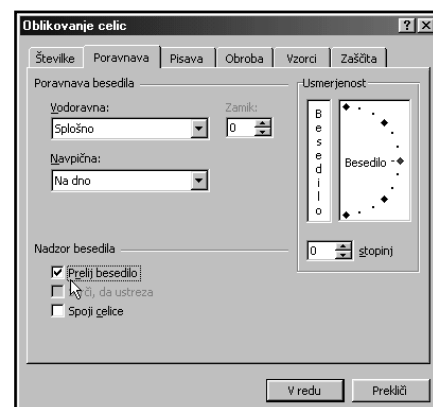 Oblikovanje celic
Številke Poravnava Pisava Obroba Vzorci Zaščita
Poravnava besedila
Vodoravna: Zamik:
Splošno 0
Navpična:
Na dno
Usmerjenost
Besedilo
Besedilo
0 stopinj
Nadzor besedila
Prelij besedilo
da ustreza
Spoji celice
V redu Prekliči